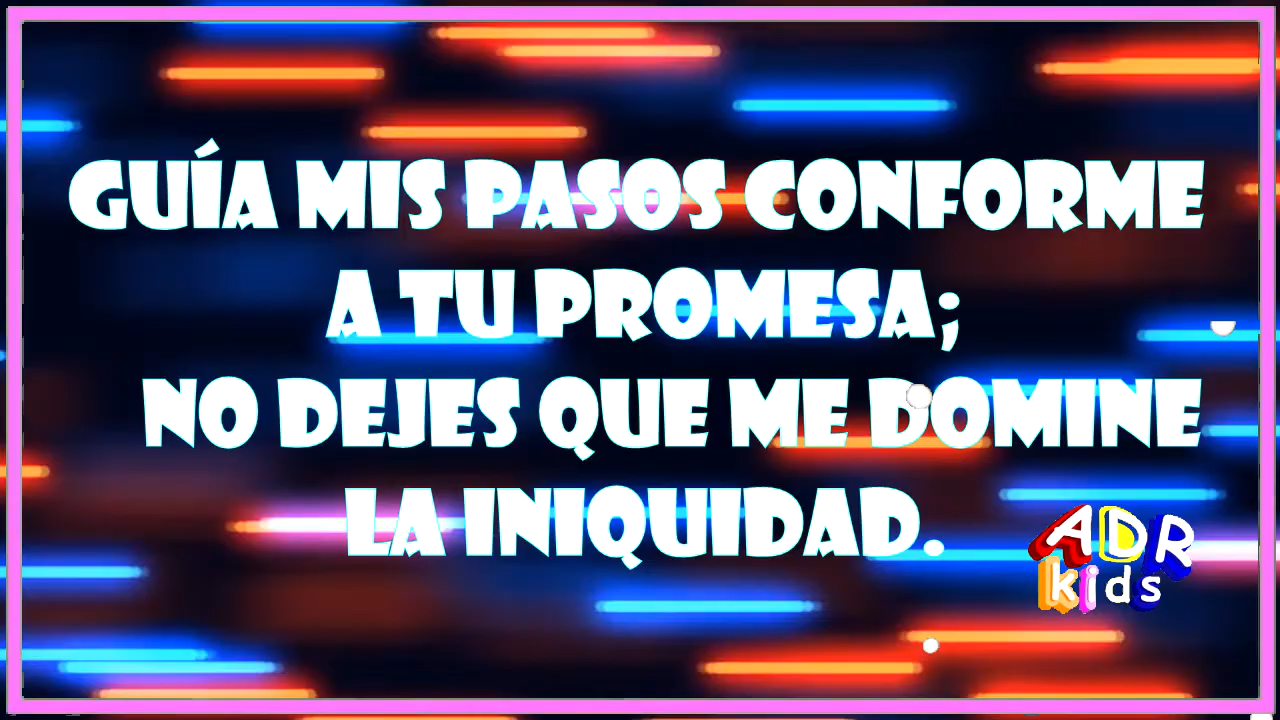 GUÍA MIS PASOS CONFORME
A TU PROMESA;
NO DEJES QUE ME DOMINE
LA INIQUIDAD.
ADR
kids